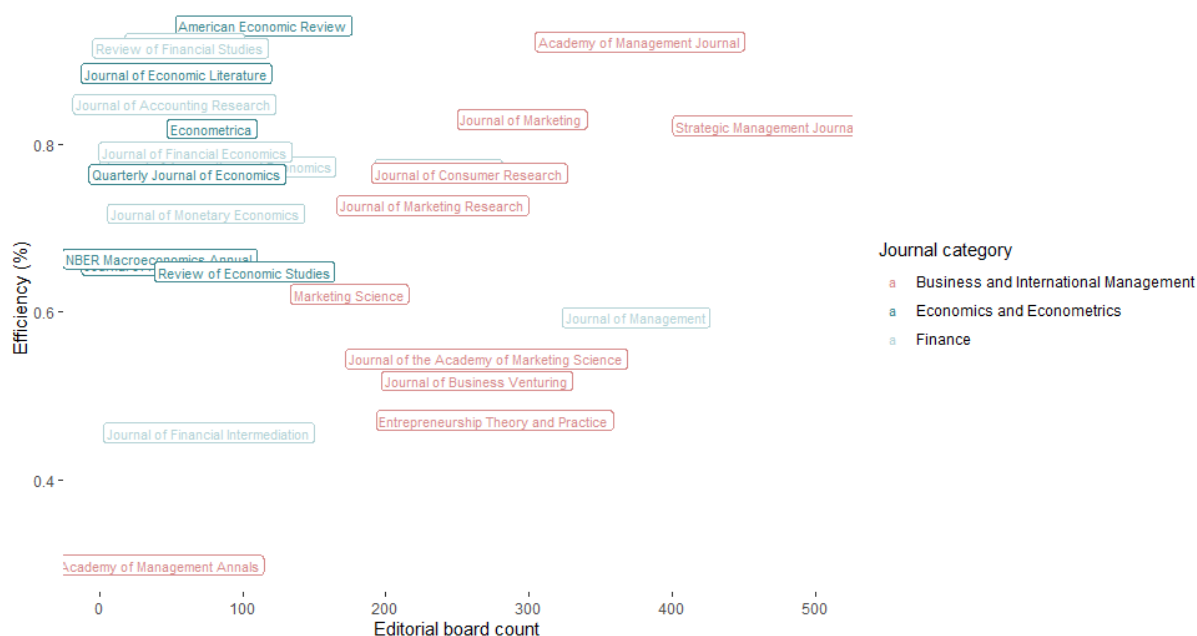 American Economic Review
Academy of Management Journal
Review of Financial Studies
Journal of Economic Literature
Journal of Accounting Research
Journal of Marketing
Econometrica
Strategic Management Journa
0.8
Journal of Financial Economics
nomics
Quarterly Journal of Economics
Journal of Consumer Research
Journal of Marketing Research
Journal of Monetary Economics
Efficiency (%)
Journal category
NBER Macroeconomics Annual
Review of Economic Studies
a Business and International Management
Marketing Science
a Economics and Econometrics
0.6
Journal of Management
a Finance
Journal of the Academy of Marketing Science
Journal of Business Venturing
Entrepreneurship Theory and Practice
Journal of Financial Intermediation
0.4
Academy of Management Annals
0 100 200 300 400 500
Editorial board count